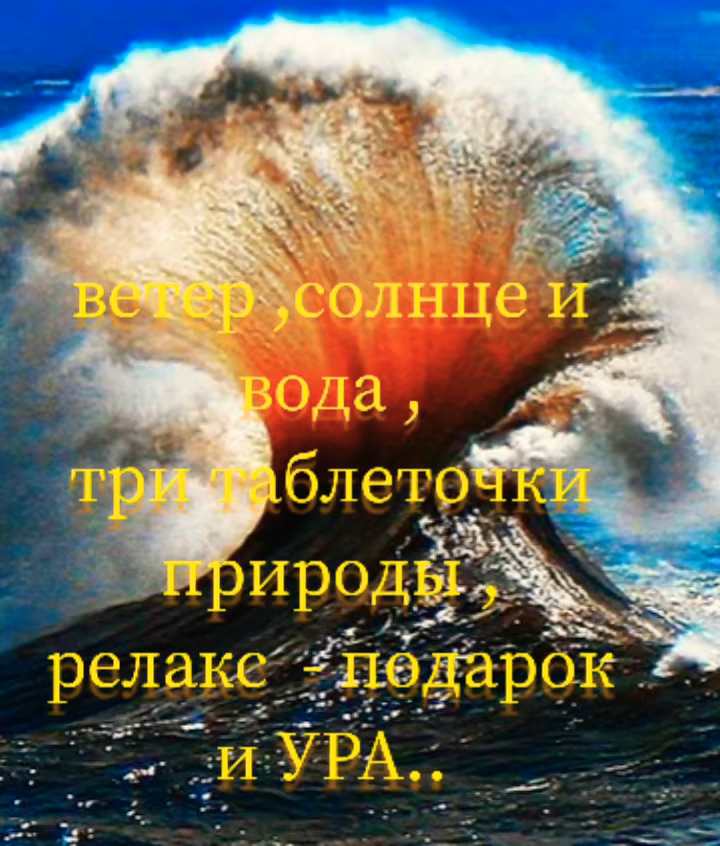 ветер ,солнце и
вода ,
три таблеточки
природы ,
релакс - подарок
и УРА..